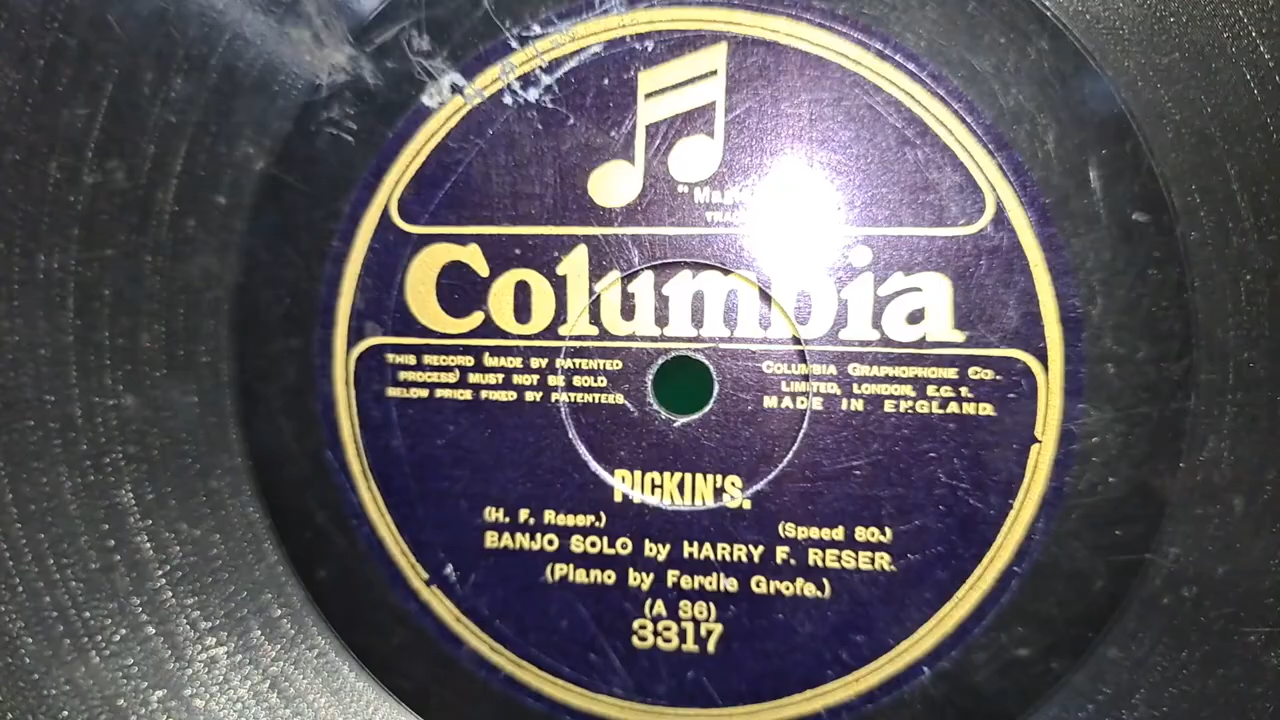 Columbia
THIS RECORD (MADE BY PATENTED
PROCESS) MUST NOT BE SOLD
BELOW PRICE FIXED BY PATENTEES.
COLUMBIA GRAPHOPHONE CO.
LIMITED, LONDON, E.C. 1.
MADE IN ENGLAND.
PICKIN'S.
(H. F. Reser.)
(Speed 80)
BANJO SOLO by HARRY F. RESER.
(Piano by Ferdie Grofe.)
(A 36)
3317